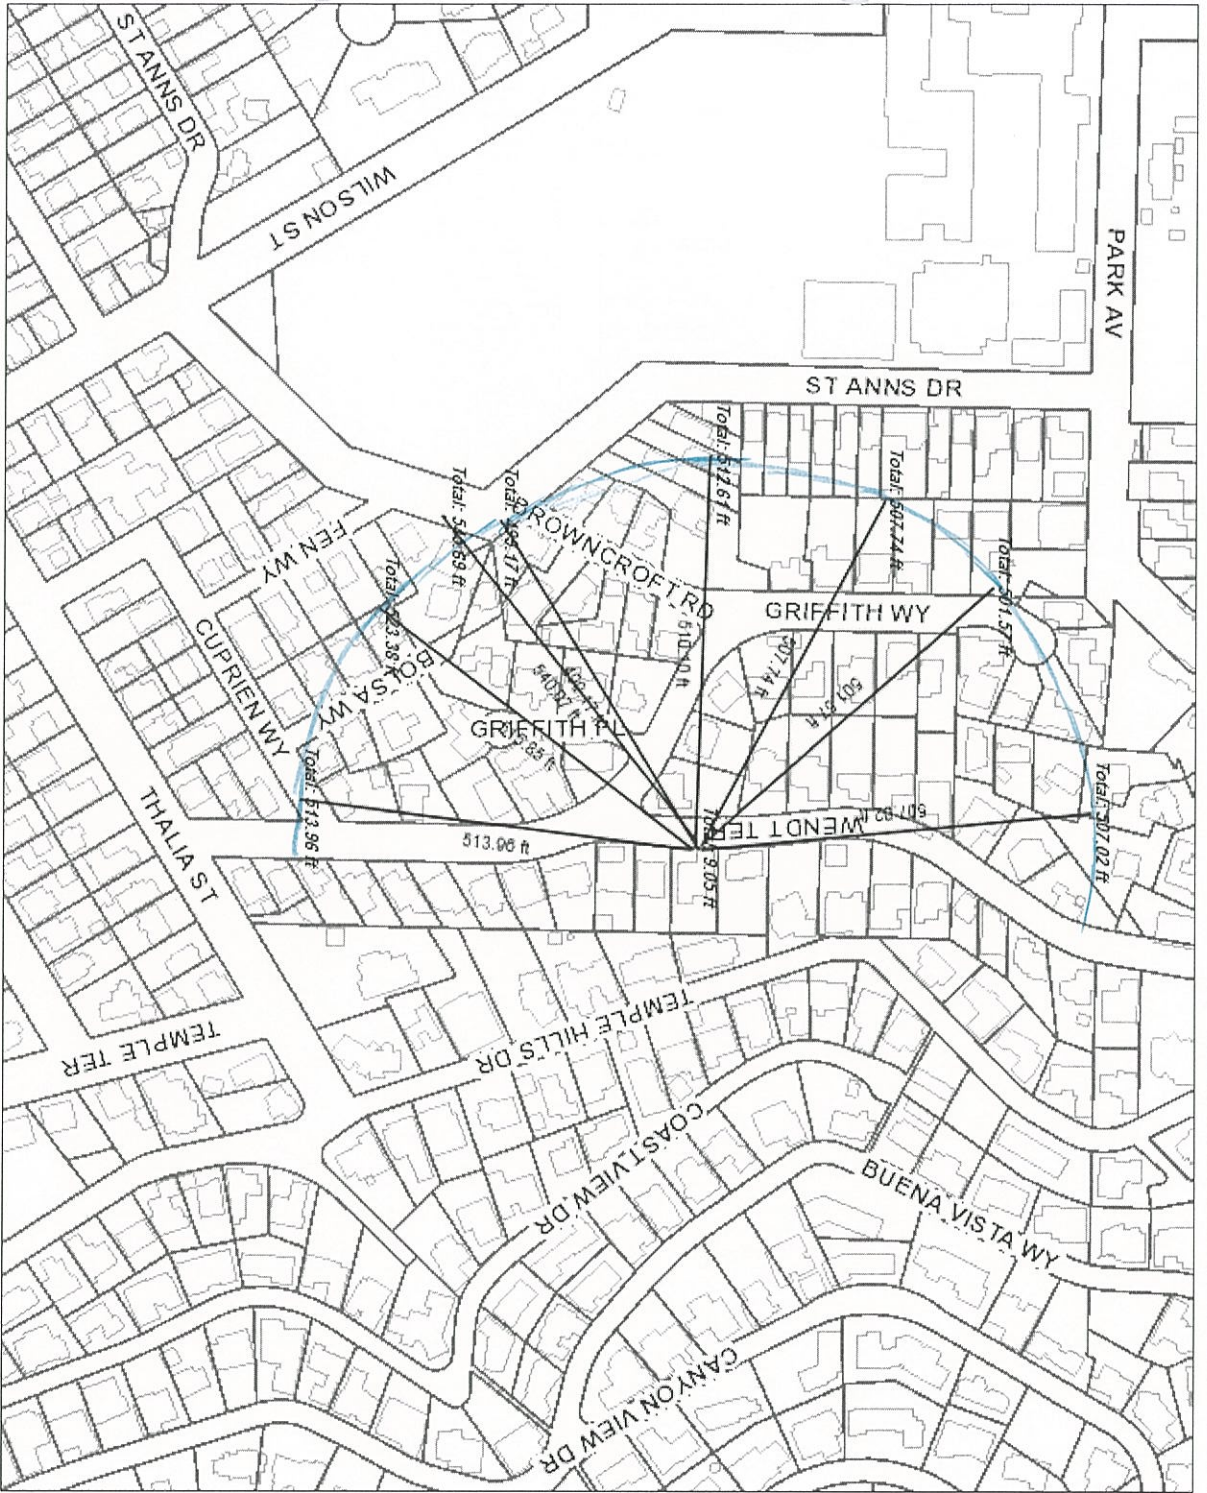 ST ANNS DR
WILSON ST
PARK AV
ST ANNS DR
Total: 512.61 ft
Total: 507.74 ft
Total: 501.57 ft
BROWNCROFT RD
FEN WY
GRIFFITH WY
510.10 ft
507.74 ft
501.57 ft
CUPRIEN WY
BOLSA WY
GRIFFITH PL
Total: 513.96 ft
513.96 ft
WENDT TER
507.02 ft
Total: 507.02 ft
THALIA ST
TEMPLE TER
TEMPLE HILLS DR
COAST VIEW DR
BUENA VISTA WY
CANYON VIEW DR